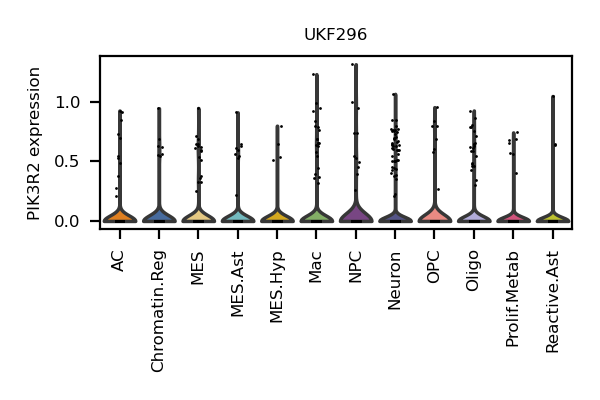 UKF296
PIK3R2 expression
1.0
0.5
0.0
AC
Chromatin.Reg
MES
MES.Ast
MES.Hyp
Mac
NPC
Neuron
OPC
Oligo
Prolif.Metab
Reactive.Ast